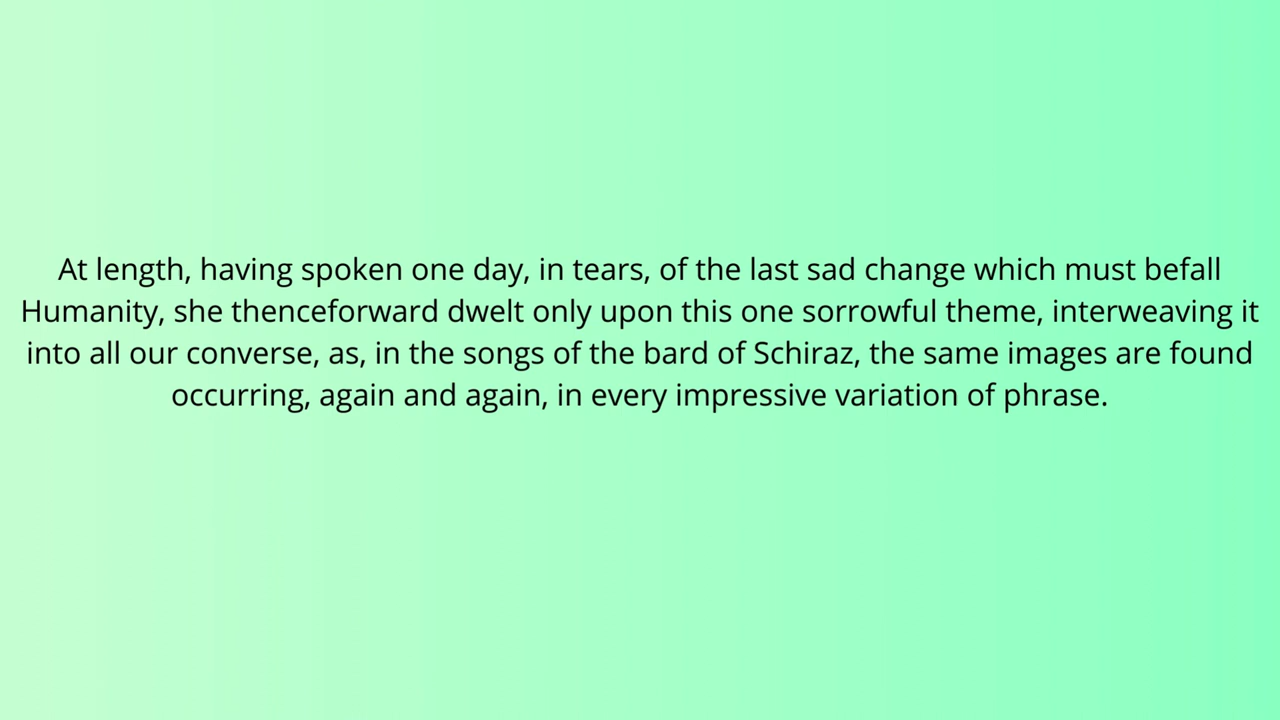 At length, having spoken one day, in tears, of the last sad change which must befall
Humanity, she thenceforward dwelt only upon this one sorrowful theme, interweaving it
into all our converse, as, in the songs of the bard of Schiraz, the same images are found
occurring, again and again, in every impressive variation of phrase.